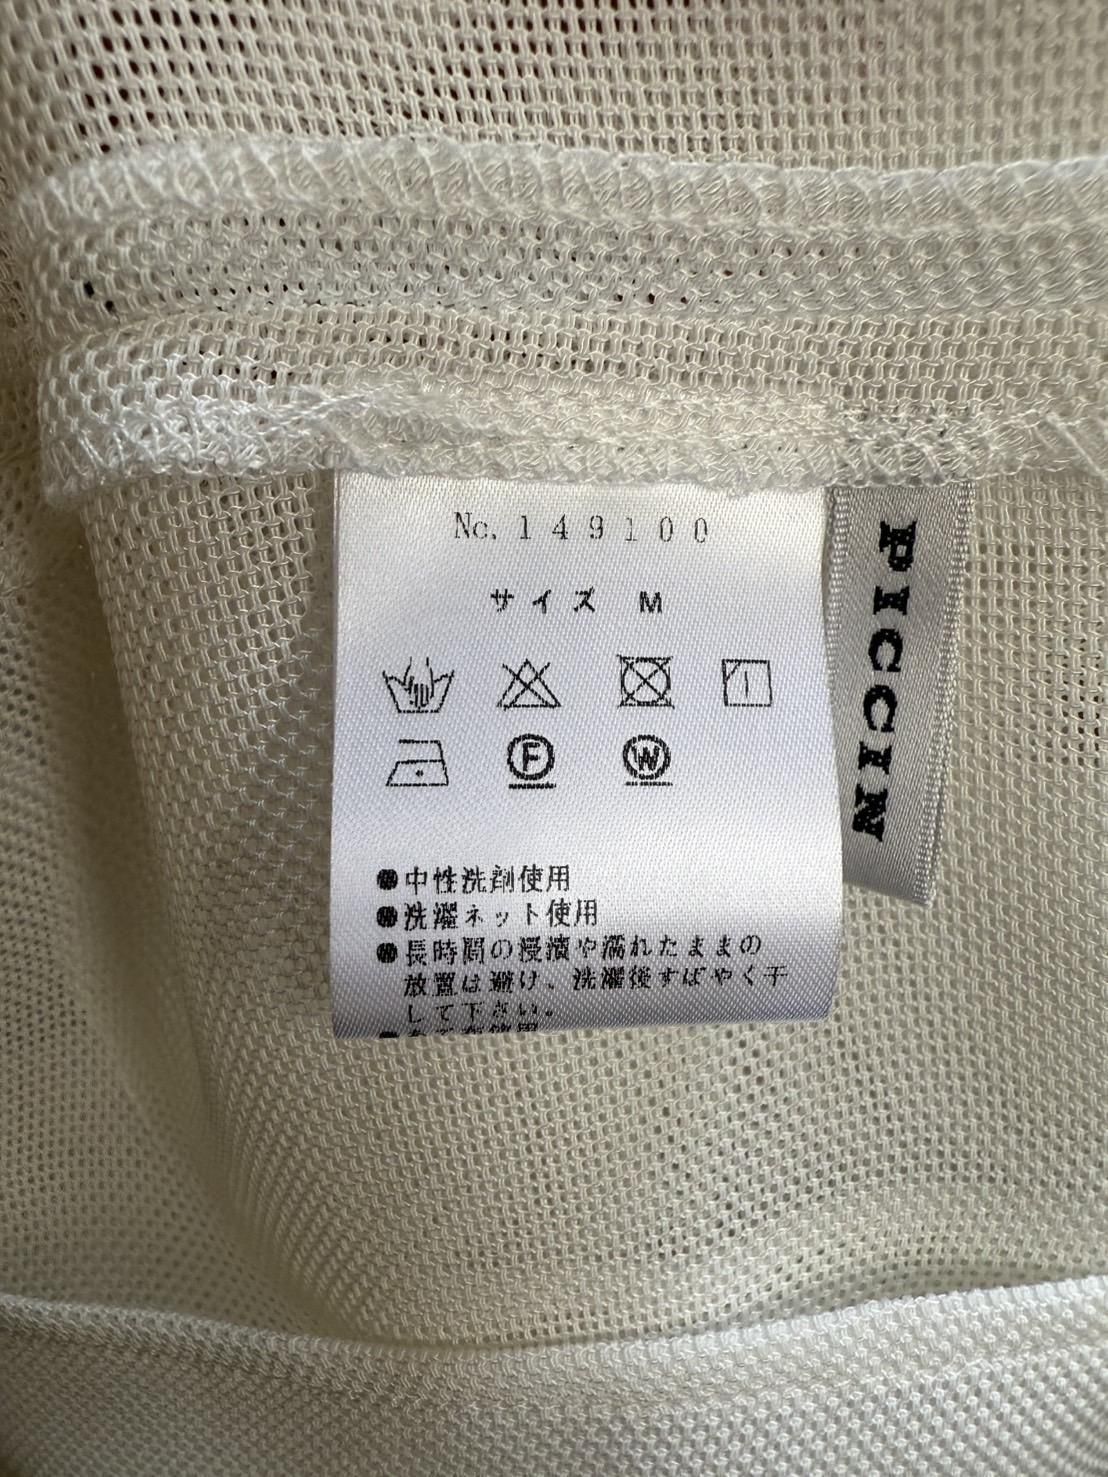 No. 149100
サイズ M
F W
●中性洗剤使用
●洗濯ネット使用
●長時間の浸漬や濡れたままの
放置は避け、洗濯後すばやく干
して下さい。
PICCIN